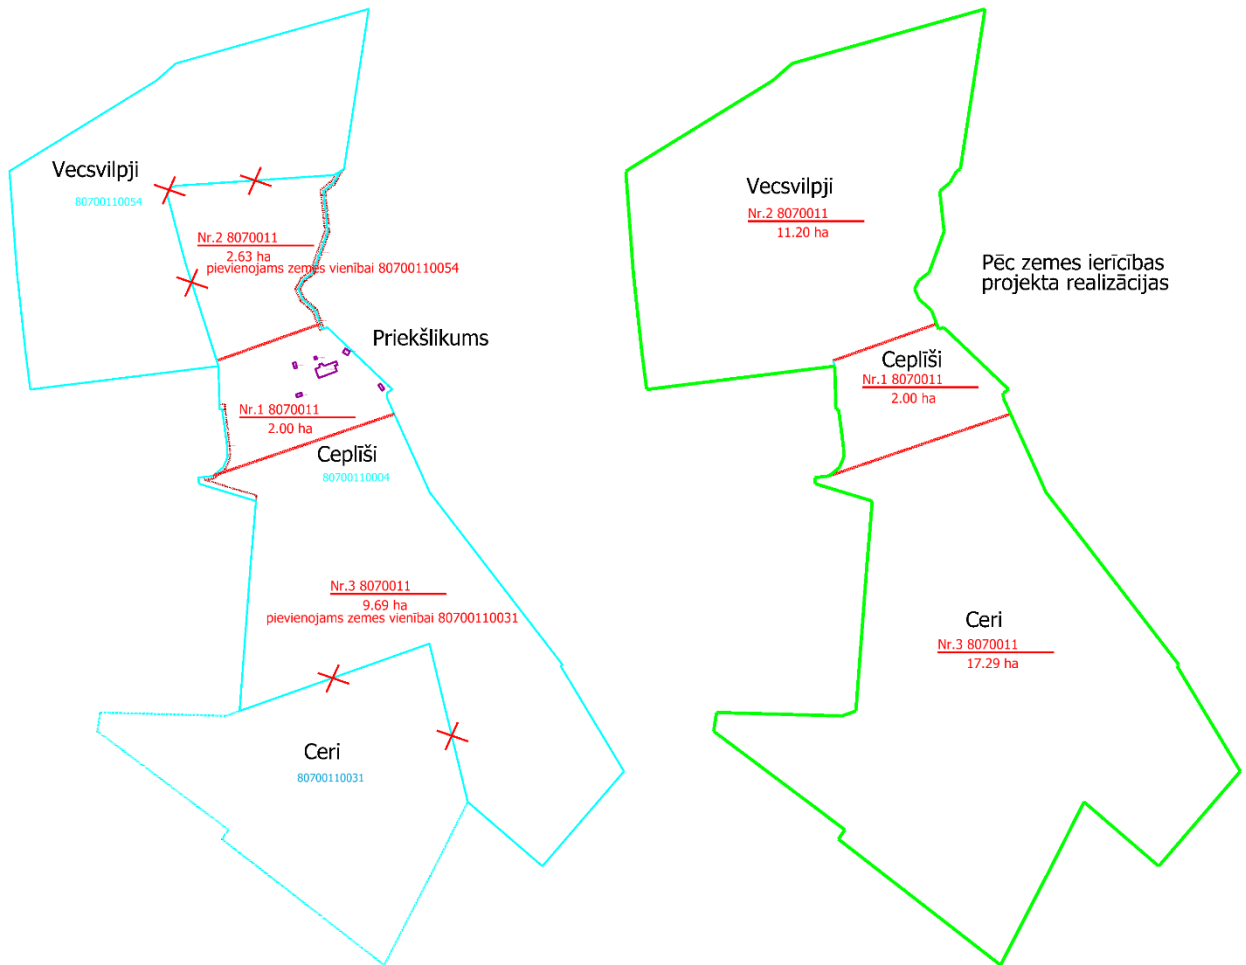 Vecsvilpji
80700110054
Nr.2 8070011
2.63 ha
pievienojams zemes vienībai 80700110054
Priekšlikums
Nr.1 8070011
2.00 ha
Ceplīši
80700110004
Nr.3 8070011
9.69 ha
pievienojams zemes vienībai 80700110031
Ceri
80700110031
Vecsvilpji
Nr.2 8070011
11.20 ha
Pēc zemes ierīcības
projekta realizācijas
Ceplīši
Nr.1 8070011
2.00 ha
Ceri
Nr.3 8070011
17.29 ha